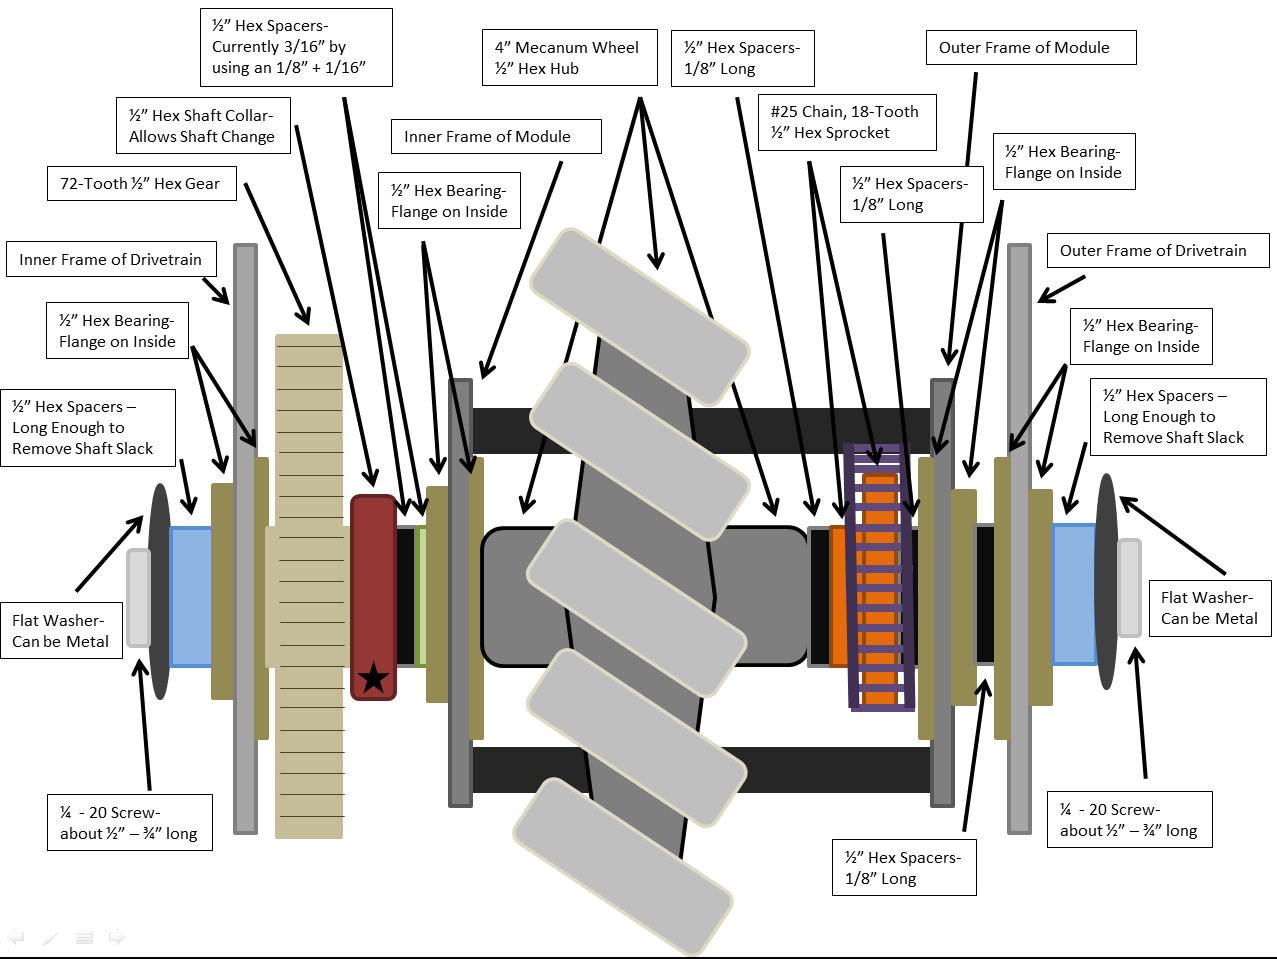 ½” Hex Spacers-
Currently 3/16” by
using an 1/8” + 1/16”
4” Mecanum Wheel
½” Hex Hub
½” Hex Spacers-
1/8” Long
Outer Frame of Module
½” Hex Shaft Collar-
Allows Shaft Change
Inner Frame of Module
#25 Chain, 18-Tooth
½” Hex Sprocket
½” Hex Bearing-
Flange on Inside
72-Tooth ½” Hex Gear
½” Hex Bearing-
Flange on Inside
½” Hex Spacers-
1/8” Long
Inner Frame of Drivetrain
Outer Frame of Drivetrain
½” Hex Bearing-
Flange on Inside
½” Hex Bearing-
Flange on Inside
½” Hex Spacers –
Long Enough to
Remove Shaft Slack
½” Hex Spacers –
Long Enough to
Remove Shaft Slack
Flat Washer-
Can be Metal
Flat Washer-
Can be Metal
¼ - 20 Screw-
about ½” – ¾” long
¼ - 20 Screw-
about ½” – ¾” long
½” Hex Spacers-
1/8” Long